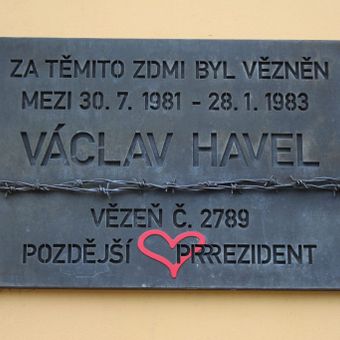 ZA TĚMITO ZDMI BYL VĚZNĚN
MEZI 30. 7. 1981 - 28. 1. 1983
VÁCLAV HAVEL
VĚZEŇ Č. 2789
POZDĚJŠÍ PRREZIDENT